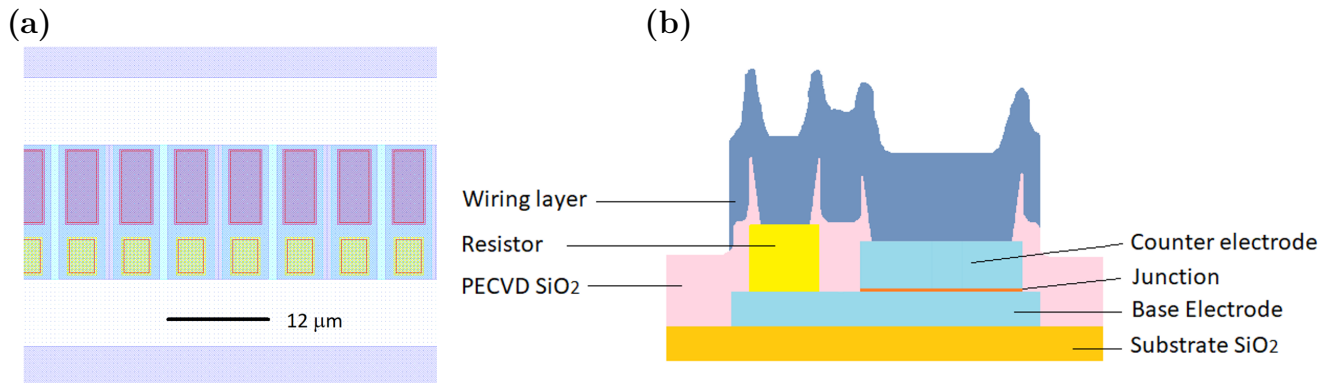 (a)
(b)
12 µm
Wiring layer
Resistor
PECVD SiO2
Counter electrode
Junction
Base Electrode
Substrate SiO2